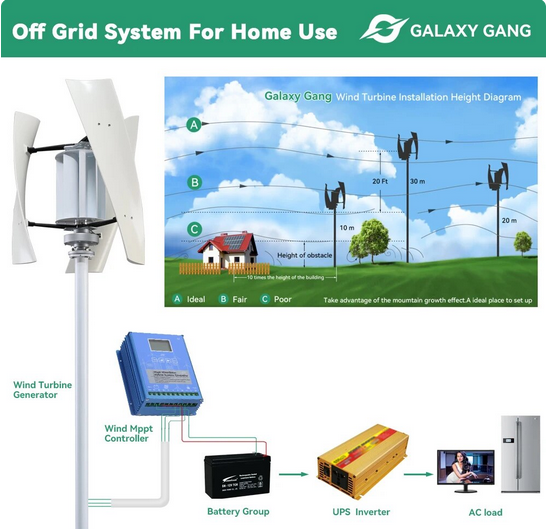 Off Grid System For Home Use
GALAXY GANG
Galaxy Gang Wind Turbine Installation Height Diagram
A
B
C
20 Ft
30 m
10 m
20 m
Height of obstacle
10 times the height of the building
A Ideal B Fair C Poor
Take advantage of the mountain growth effect.A ideal place to set up
Wind Turbine
Generator
Wind Mppt
Controller
Battery Group
UPS Inverter
AC load